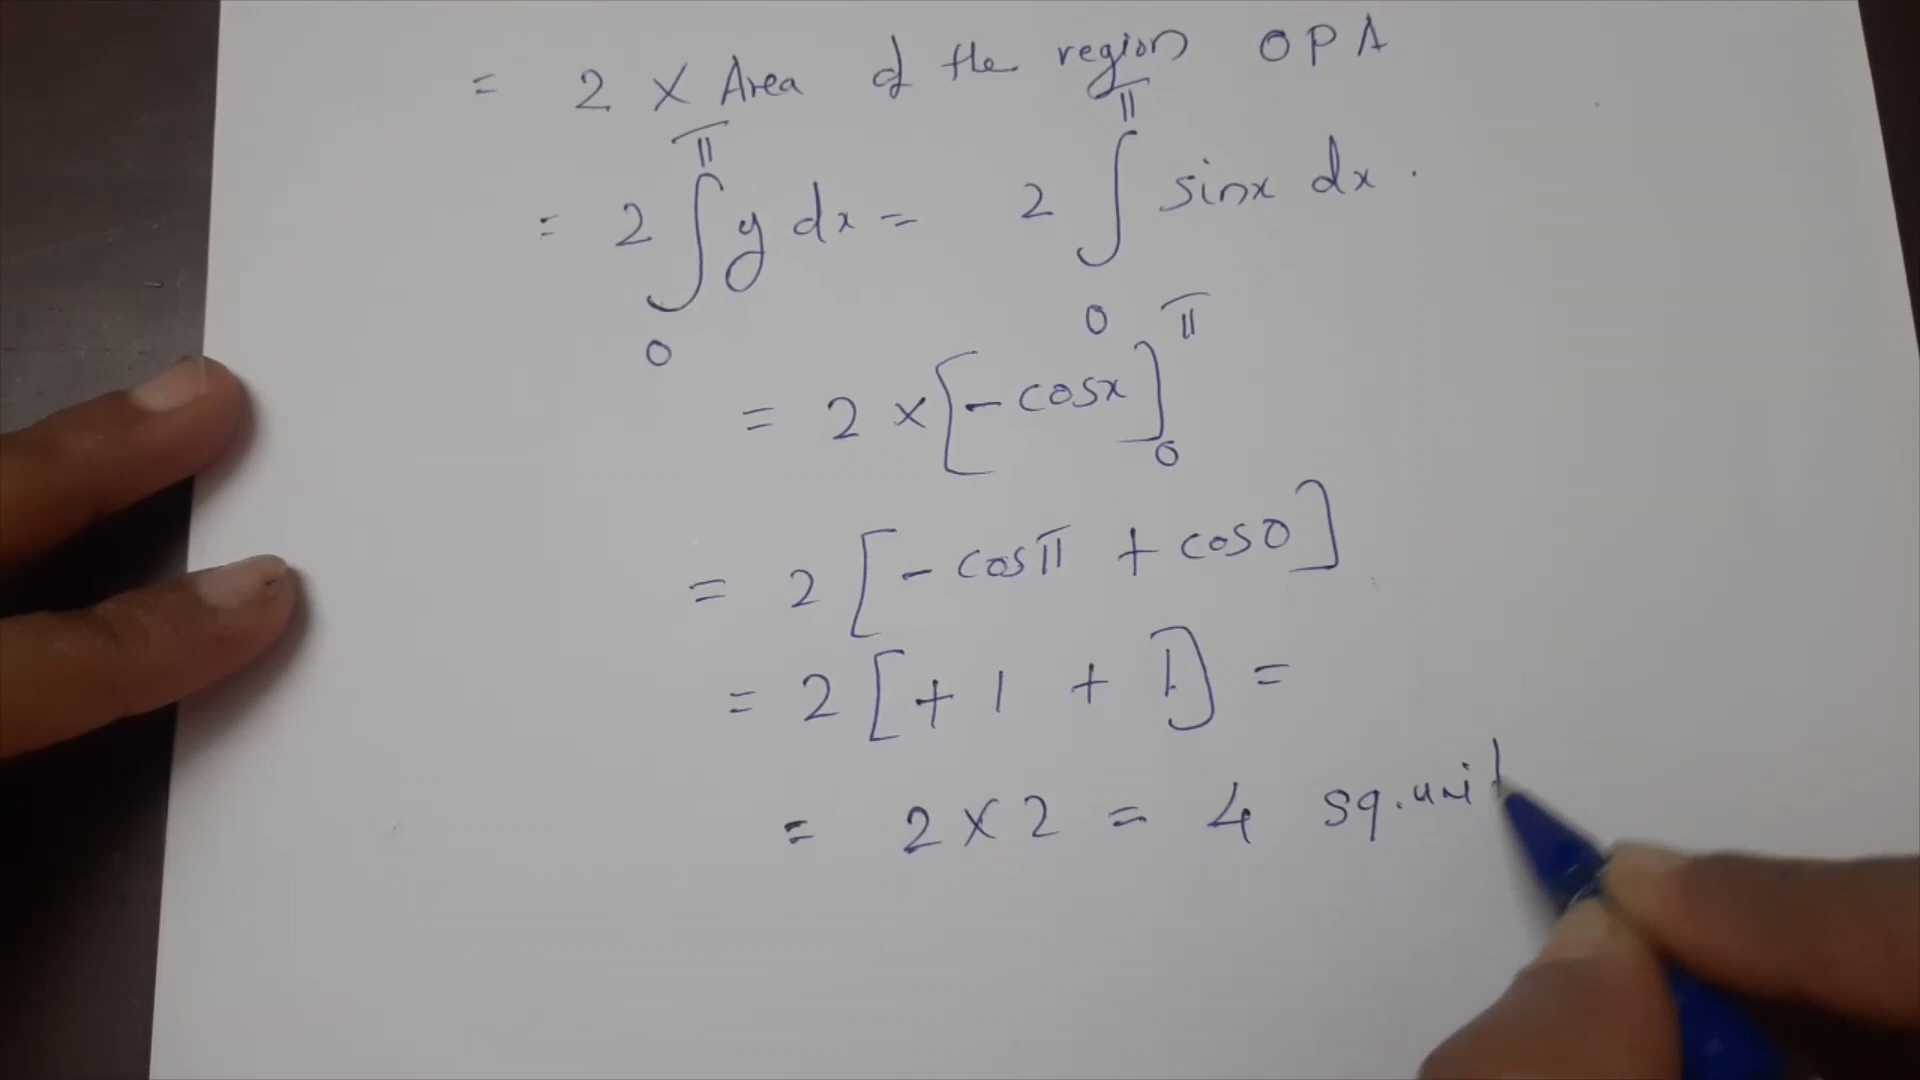 = 2 × Area of the region OPA
= 2 ∫₀^π y dx = 2 ∫₀^π sinx dx.
= 2 × [-cosx]₀^π
= 2 [-cosπ + cos0]
= 2 [+1 + 1] =
= 2×2 = 4 sq.unit